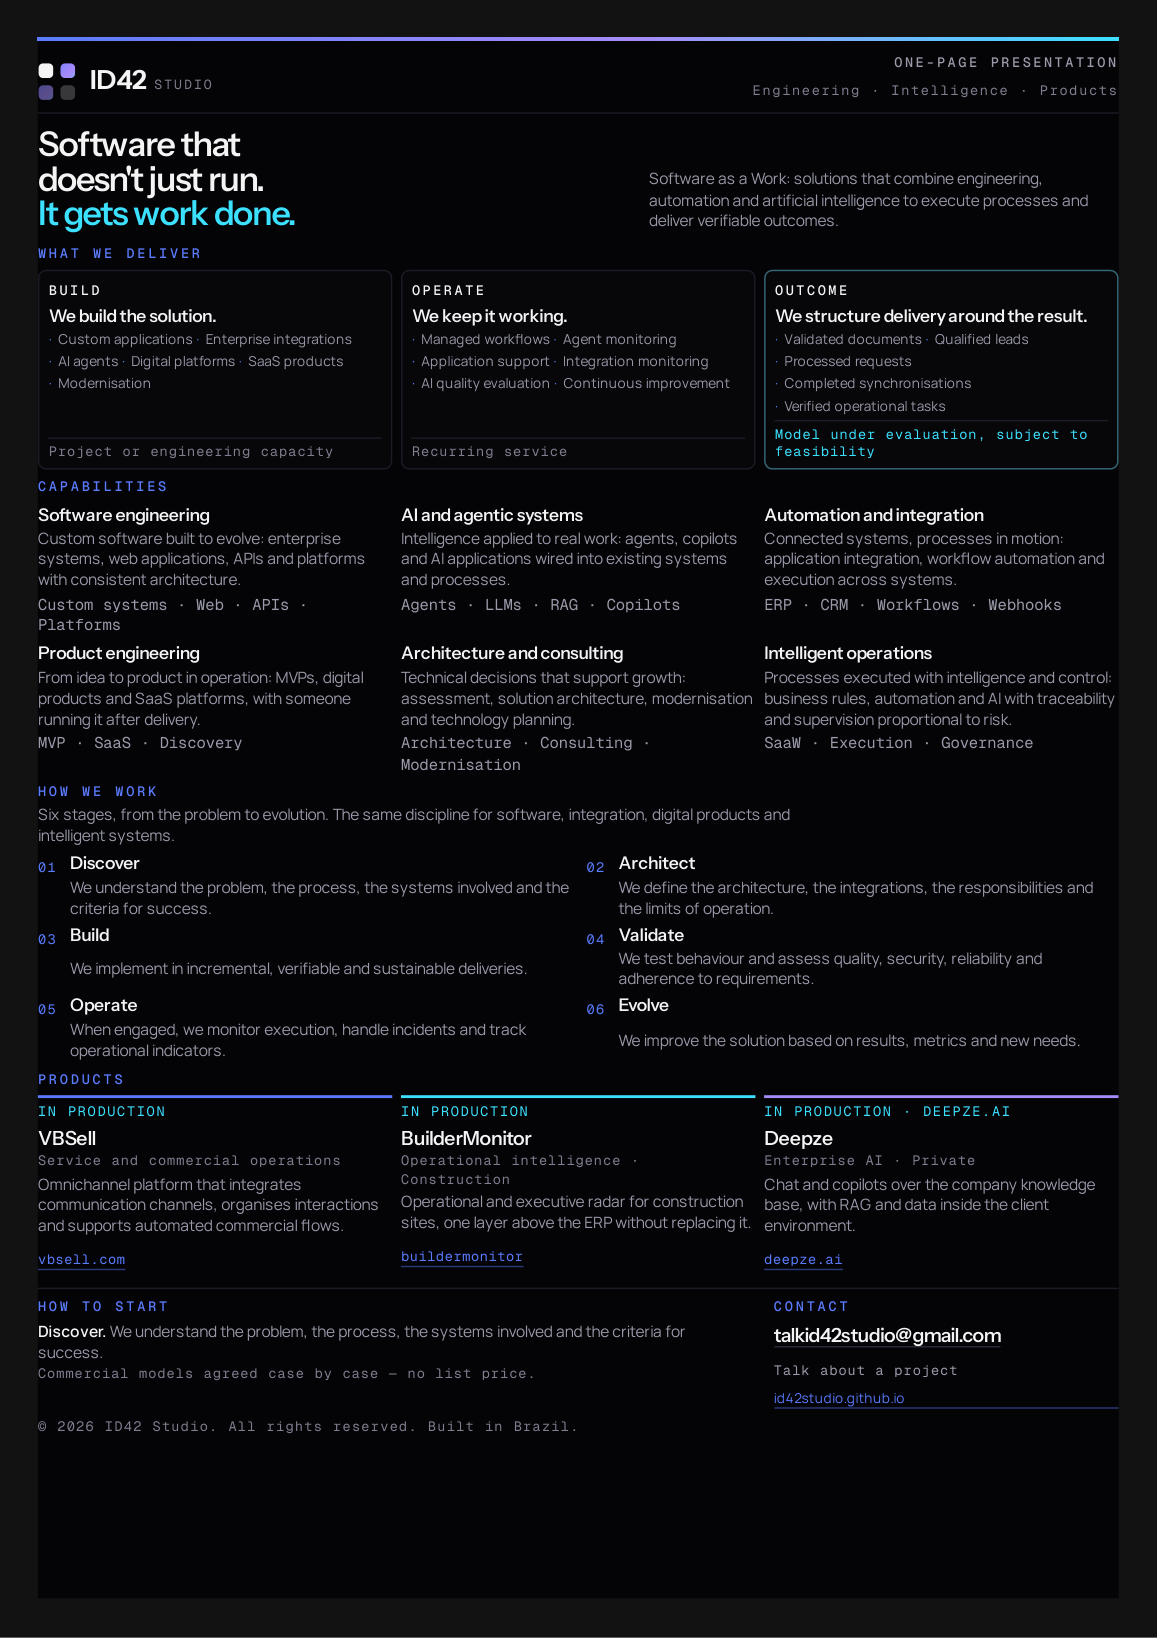 ID42 STUDIO
ONE-PAGE PRESENTATION
Engineering · Intelligence · Products
Software that
doesn't just run.
It gets work done.
Software as a Work: solutions that combine engineering,
automation and artificial intelligence to execute processes and
deliver verifiable outcomes.
WHAT WE DELIVER
BUILD
We build the solution.
· Custom applications · Enterprise integrations
· AI agents · Digital platforms · SaaS products
· Modernisation
Project or engineering capacity
OPERATE
We keep it working.
· Managed workflows · Agent monitoring
· Application support · Integration monitoring
· AI quality evaluation · Continuous improvement
Recurring service
OUTCOME
We structure delivery around the result.
· Validated documents · Qualified leads
· Processed requests
· Completed synchronisations
· Verified operational tasks
Model under evaluation, subject to
feasibility
CAPABILITIES
Software engineering
Custom software built to evolve: enterprise
systems, web applications, APIs and platforms
with consistent architecture.
Custom systems · Web · APIs ·
Platforms
AI and agentic systems
Intelligence applied to real work: agents, copilots
and AI applications wired into existing systems
and processes.
Agents · LLMs · RAG · Copilots
Automation and integration
Connected systems, processes in motion:
application integration, workflow automation and
execution across systems.
ERP · CRM · Workflows · Webhooks
Product engineering
From idea to product in operation: MVPs, digital
products and SaaS platforms, with someone
running it after delivery.
MVP · SaaS · Discovery
Architecture and consulting
Technical decisions that support growth:
assessment, solution architecture, modernisation
and technology planning.
Architecture · Consulting ·
Modernisation
Intelligent operations
Processes executed with intelligence and control:
business rules, automation and AI with traceability
and supervision proportional to risk.
SaaW · Execution · Governance
HOW WE WORK
Six stages, from the problem to evolution. The same discipline for software, integration, digital products and
intelligent systems.
01 Discover
We understand the problem, the process, the systems involved and the
criteria for success.
02 Architect
We define the architecture, the integrations, the responsibilities and
the limits of operation.
03 Build
We implement in incremental, verifiable and sustainable deliveries.
04 Validate
We test behaviour and assess quality, security, reliability and
adherence to requirements.
05 Operate
When engaged, we monitor execution, handle incidents and track
operational indicators.
06 Evolve
We improve the solution based on results, metrics and new needs.
PRODUCTS
IN PRODUCTION
VBSell
Service and commercial operations
Omnichannel platform that integrates
communication channels, organises interactions
and supports automated commercial flows.
vbsell.com
IN PRODUCTION
BuilderMonitor
Operational intelligence ·
Construction
Operational and executive radar for construction
sites, one layer above the ERP without replacing it.
buildermonitor
IN PRODUCTION · DEEPZE.AI
Deepze
Enterprise AI · Private
Chat and copilots over the company knowledge
base, with RAG and data inside the client
environment.
deepze.ai
HOW TO START
Discover. We understand the problem, the process, the systems involved and the criteria for
success.
Commercial models agreed case by case — no list price.
CONTACT
talkid42studio@gmail.com
Talk about a project
id42studio.github.io
© 2026 ID42 Studio. All rights reserved. Built in Brazil.